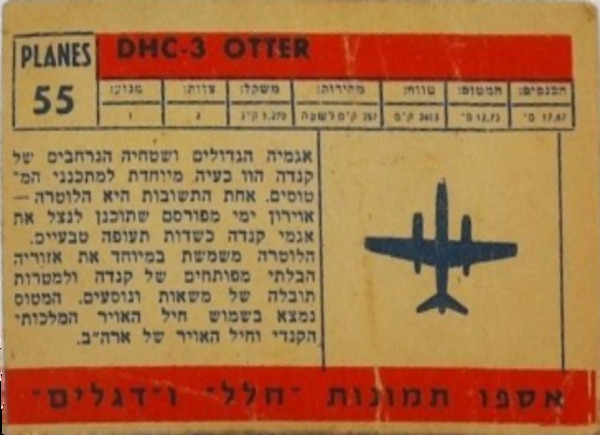 PLANES
55
DHC-3 OTTER
הכנפים: המטוס: טווח: מהירות: משקל: צוות: מנוע:
17,67 מ' 12,73 מ' 2413 ק"מ 257 ק"מ לשעה 3,270 ק"ג 2 1
אגמיה הגדולים ושטחיה הנרחבים של
קנדה הוו בעיה מיוחדת למתכנני המ־
טוסים. אחת התשובות היא הלוטרה —
אוירון ימי מפורסם שתוכנן לנצל את
אגמי קנדה כשדות תעופה טבעיים.
הלוטרה משמשת במיוחד את אזוריה
הבלתי מפותחים של קנדה ולמטרות
תובלה של משאות ונוסעים. המטוס
נמצא בשמוש חיל האויר המלכותי
הקנדי וחיל האויר של ארה"ב.
אספו תמונות "חלל" ו"דגלים"